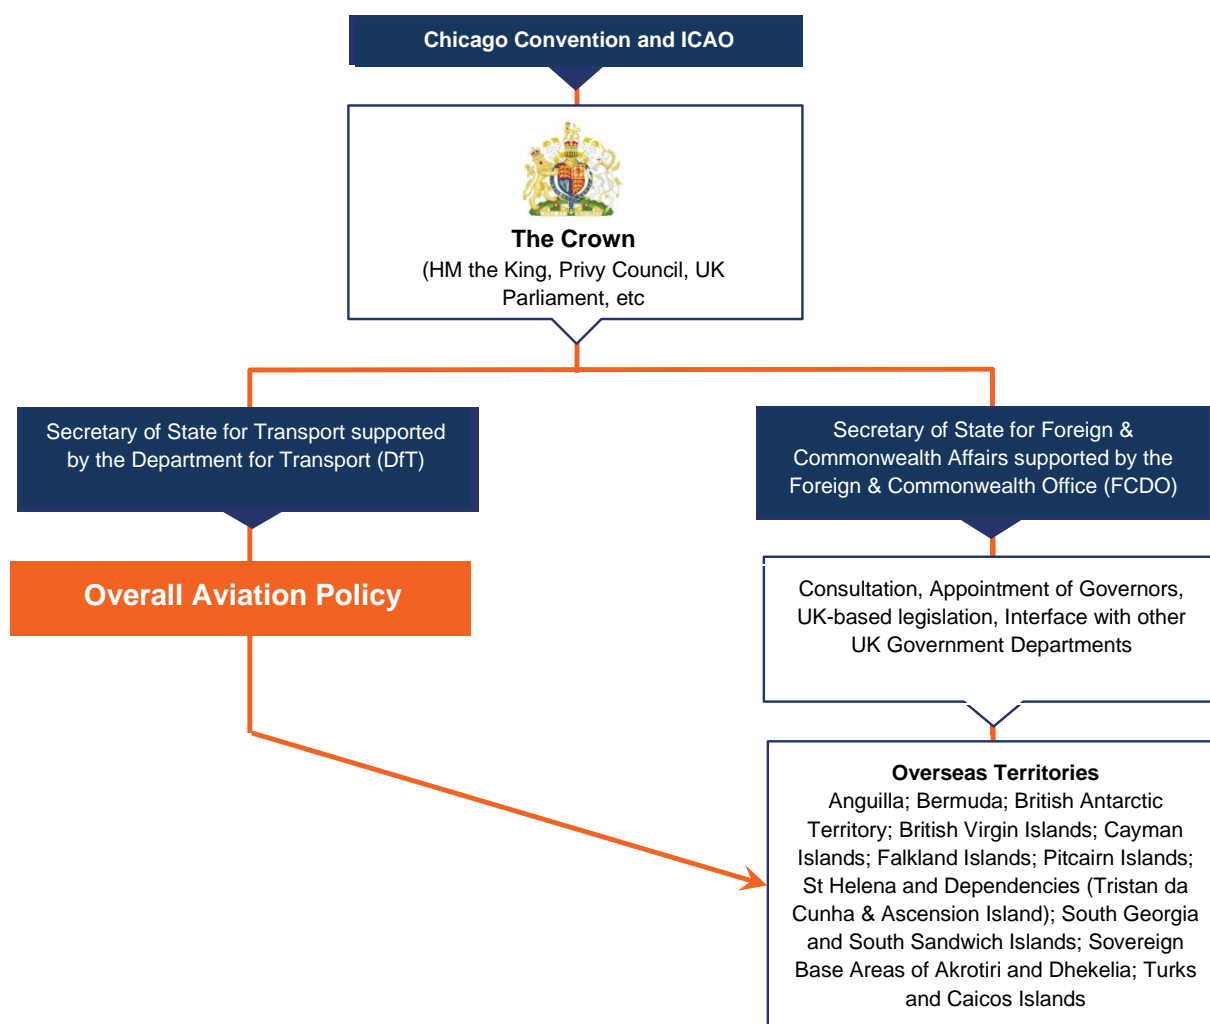 Chicago Convention and ICAO
The Crown
(HM the King, Privy Council, UK
Parliament, etc
Secretary of State for Transport supported
by the Department for Transport (DfT)
Secretary of State for Foreign &
Commonwealth Affairs supported by the
Foreign & Commonwealth Office (FCDO)
Overall Aviation Policy
Consultation, Appointment of Governors,
UK-based legislation, Interface with other
UK Government Departments
Overseas Territories
Anguilla; Bermuda; British Antarctic
Territory; British Virgin Islands; Cayman
Islands; Falkland Islands; Pitcairn Islands;
St Helena and Dependencies (Tristan da
Cunha & Ascension Island); South Georgia
and South Sandwich Islands; Sovereign
Base Areas of Akrotiri and Dhekelia; Turks
and Caicos Islands